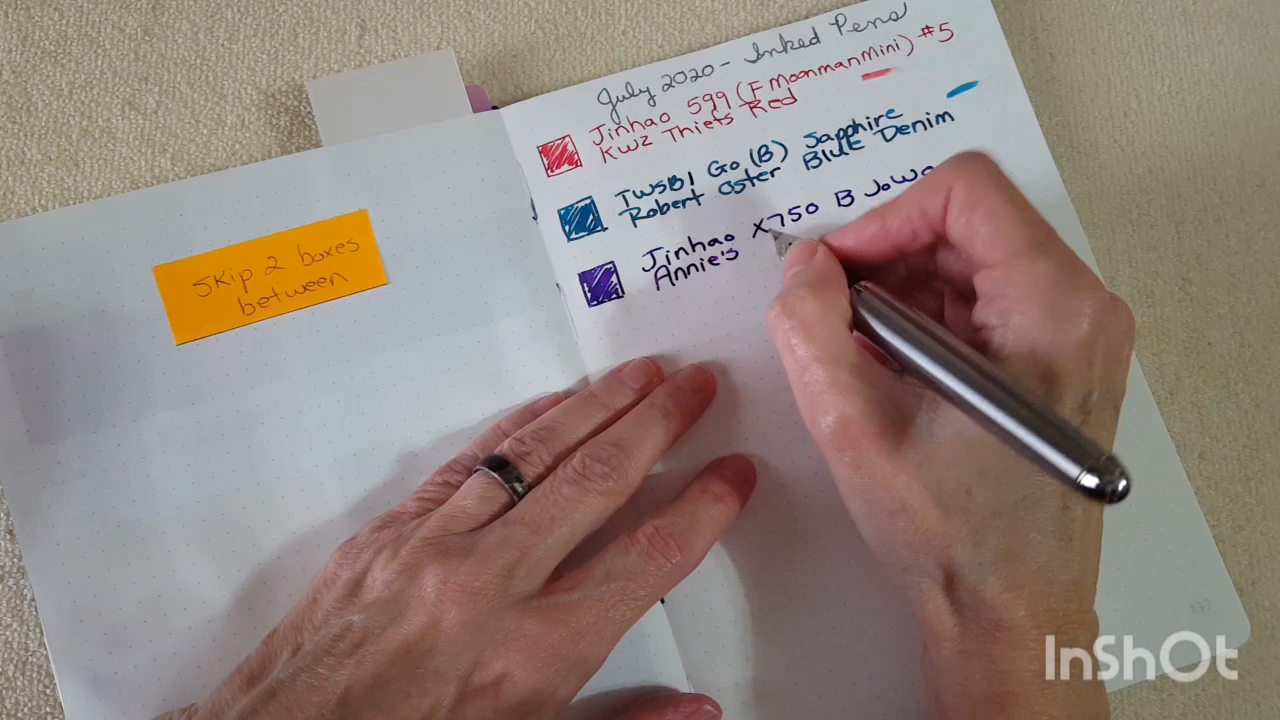 Skip 2 boxes
between
July 2020 - Inked Pens
Jinhao 599 (F Moonman Mini) #5
KWZ Thiefs Red
TWSBI Go (B) Sapphire
Robert Oster Blue Denim
Jinhao X750 B JoWo
Annie's
InShOt